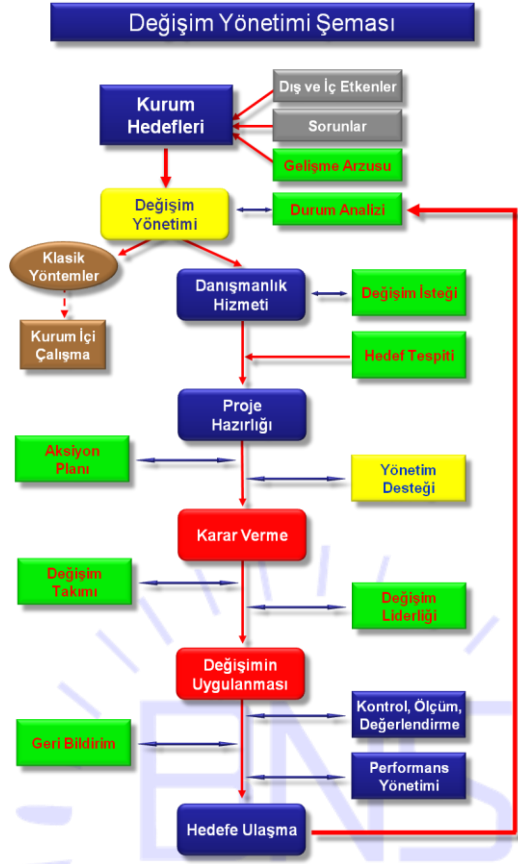 Değişim Yönetimi Şeması
Dış ve İç Etkenler
Kurum
Hedefleri
Sorunlar
Gelişme Arzusu
Değişim
Yönetimi
Durum Analizi
Klasik
Yöntemler
Danışmanlık
Hizmeti
Değişim İsteği
Kurum İçi
Çalışma
Hedef Tespiti
Proje
Hazırlığı
Aksiyon
Planı
Yönetim
Desteği
Karar Verme
Değişim
Takımı
Değişim
Liderliği
Değişimin
Uygulanması
Kontrol, Ölçüm,
Değerlendirme
Geri Bildirim
Performans
Yönetimi
Hedefe Ulaşma
BNS